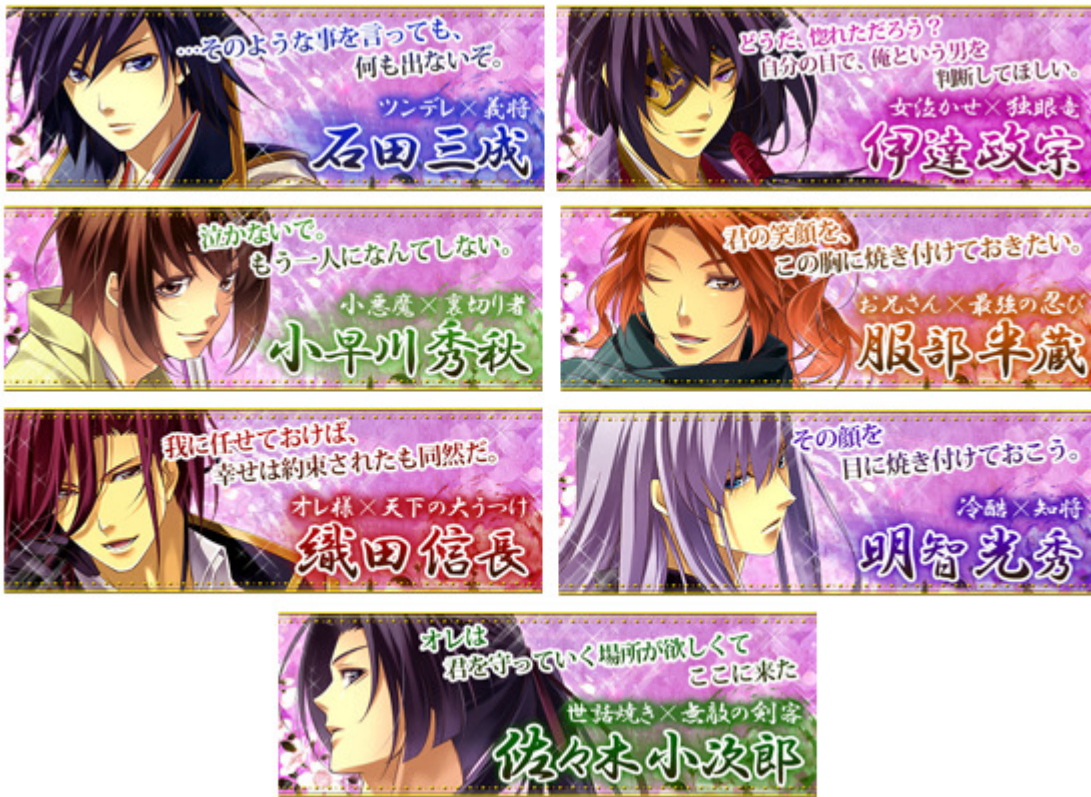 …そのような事を言っても、
何も出ないぞ。
ツンデレ×義将
石田三成
どうだ、惚れただろう？
自分の目で、俺という男を
判断してほしい。
女泣かせ×独眼竜
伊達政宗
泣かないで。
もう一人になんてしない。
小悪魔×裏切り者
小早川秀秋
君の笑顔を、
この胸に焼き付けておきたい。
お兄さん×最強の忍び
服部半蔵
我に任せておけば、
幸せは約束されたも同然だ。
オレ様×天下の大うつけ
織田信長
その顔を
目に焼き付けておこう。
冷酷×知将
明智光秀
オレは
君を守っていく場所が欲しくて
ここに来た
世話焼き×無敵の剣客
佐々木小次郎